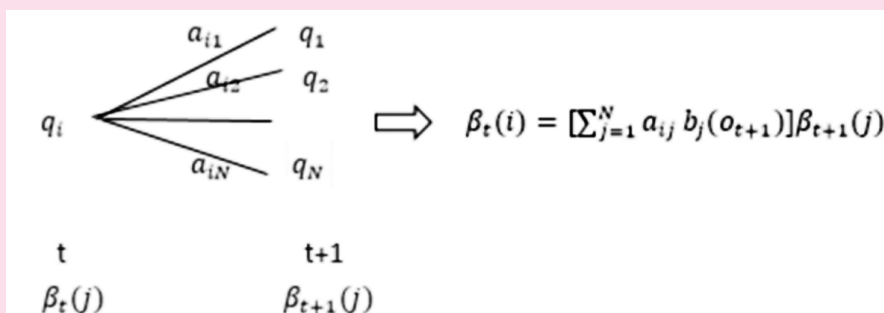 a_{i1} q_1
a_{i2} q_2
q_i ⇒ β_t(i) = [∑_{j=1}^{N} a_{ij} b_j(o_{t+1})]β_{t+1}(j)
a_{iN} q_N
t t+1
β_t(j) β_{t+1}(j)